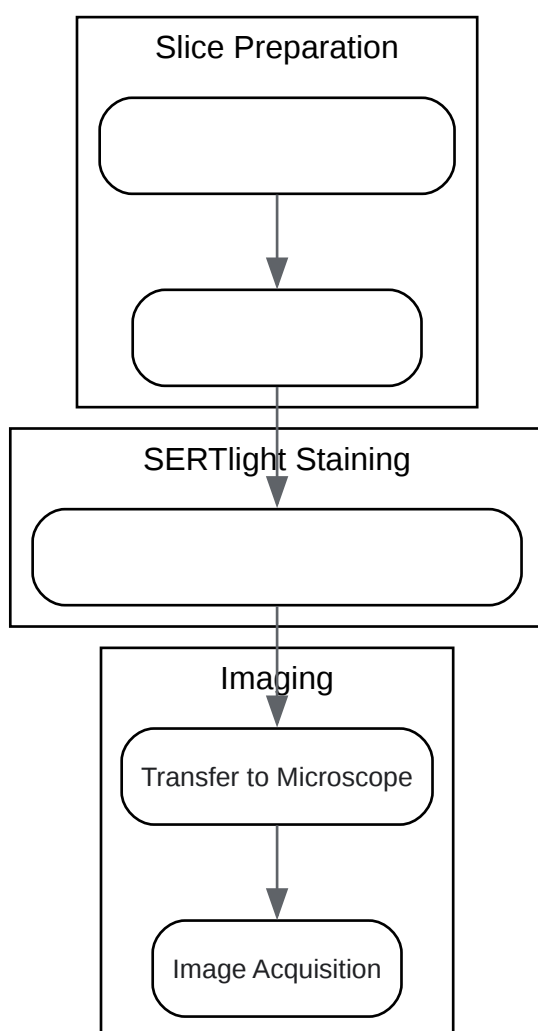 Slice Preparation
SERTlight Staining
Imaging
Transfer to Microscope
Image Acquisition